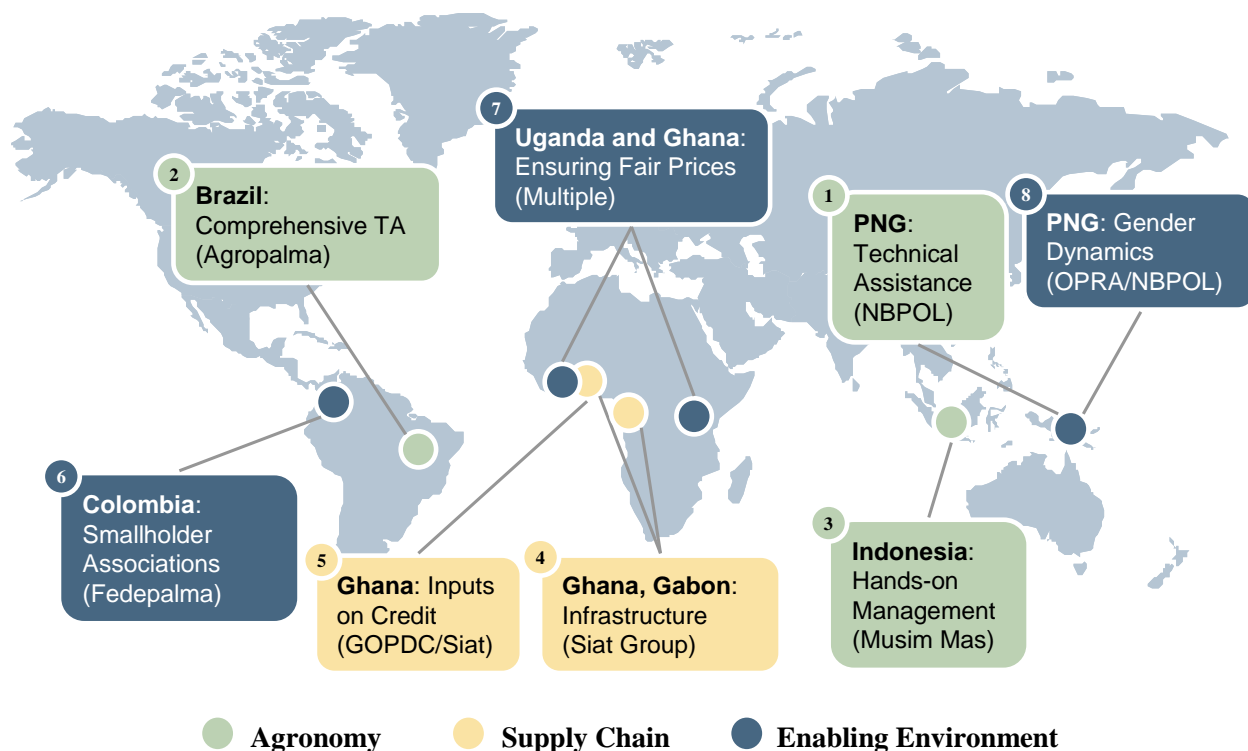 7
Uganda and Ghana:
Ensuring Fair Prices
(Multiple)
2
Brazil:
Comprehensive TA
(Agropalma)
1
PNG:
Technical
Assistance
(NBPOL)
8
PNG: Gender
Dynamics
(OPRA/NBPOL)
6
Colombia:
Smallholder
Associations
(Fedepalma)
5
Ghana: Inputs
on Credit
(GOPDC/Siat)
4
Ghana, Gabon:
Infrastructure
(Siat Group)
3
Indonesia:
Hands-on
Management
(Musim Mas)
Agronomy
Supply Chain
Enabling Environment